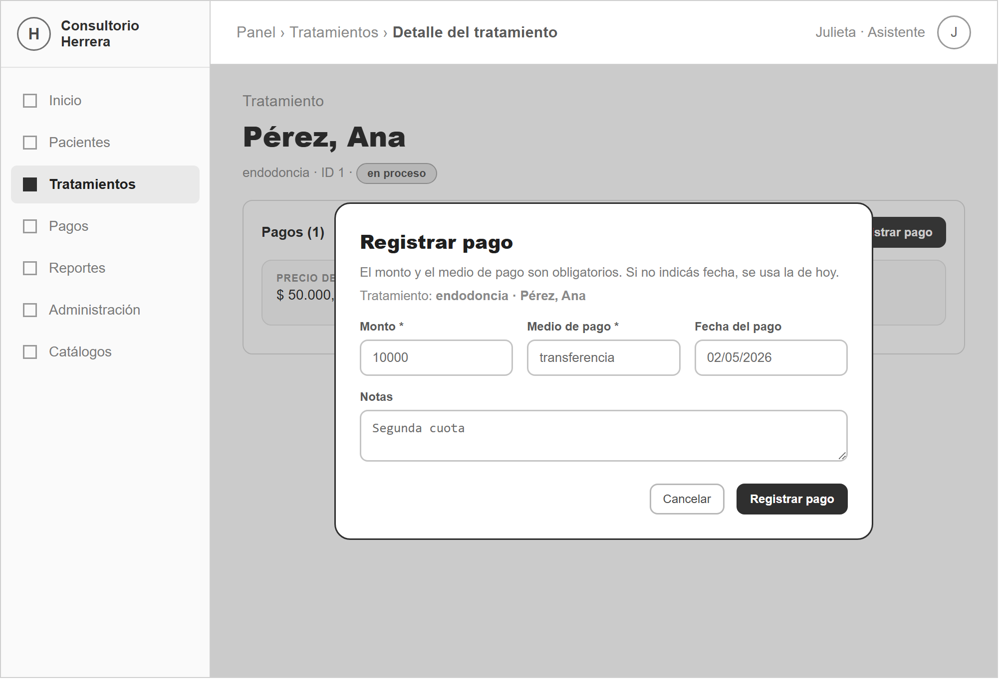 H
Consultorio
Herrera
Panel › Tratamientos › Detalle del tratamiento
Julieta · Asistente
J
Inicio
Pacientes
Tratamientos
Pagos
Reportes
Administración
Catálogos
Tratamiento
Pérez, Ana
endodoncia · ID 1 · en proceso
Pagos (1)
strar pago
PRECIO DE
$ 50.000,
Registrar pago
El monto y el medio de pago son obligatorios. Si no indicás fecha, se usa la de hoy.
Tratamiento: endodoncia · Pérez, Ana
Monto *
Medio de pago *
Fecha del pago
10000
transferencia
02/05/2026
Notas
Segunda cuota
Cancelar
Registrar pago